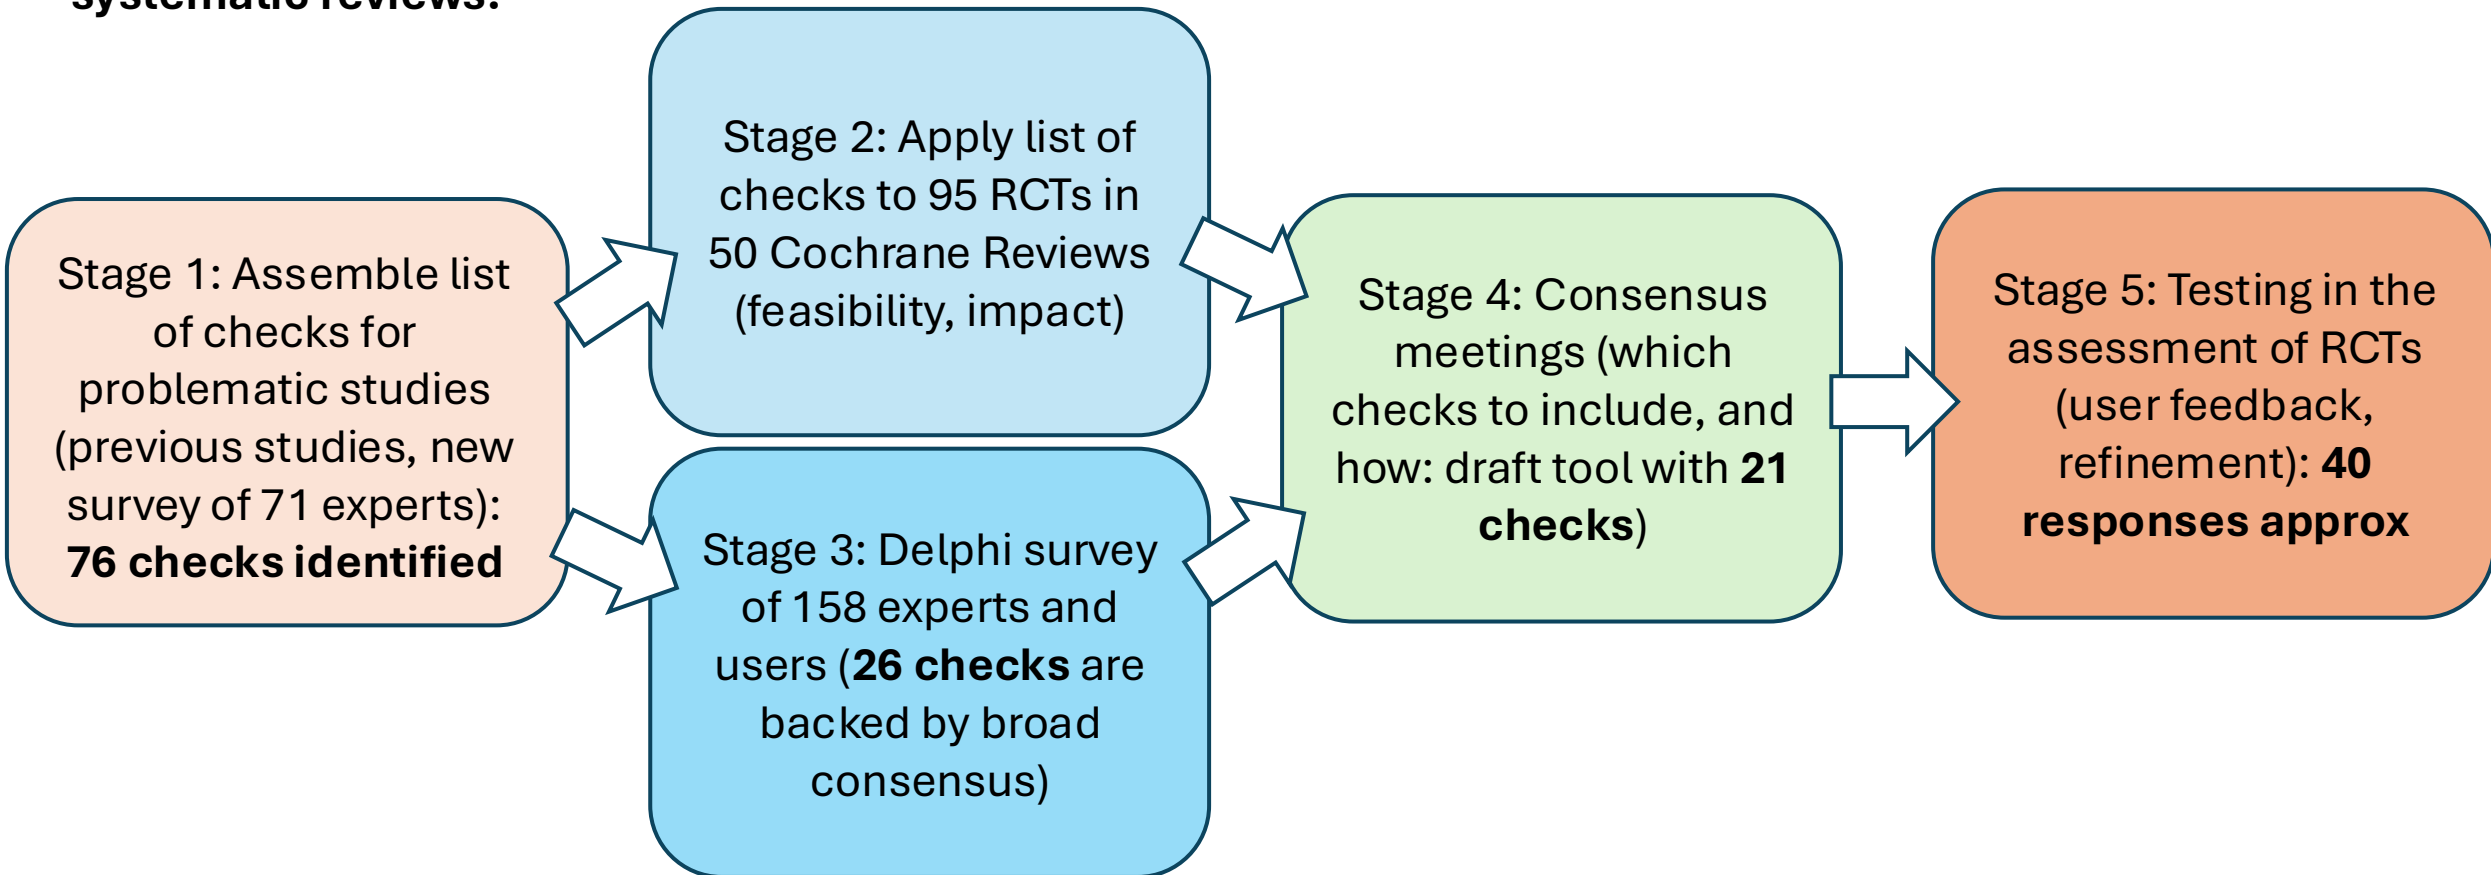 systematic reviews.
Stage 1: Assemble list
of checks for
problematic studies
(previous studies, new
survey of 71 experts):
76 checks identified
Stage 2: Apply list of
checks to 95 RCTs in
50 Cochrane Reviews
(feasibility, impact)
Stage 3: Delphi survey
of 158 experts and
users (26 checks are
backed by broad
consensus)
Stage 4: Consensus
meetings (which
checks to include, and
how: draft tool with 21
checks)
Stage 5: Testing in the
assessment of RCTs
(user feedback,
refinement): 40
responses approx